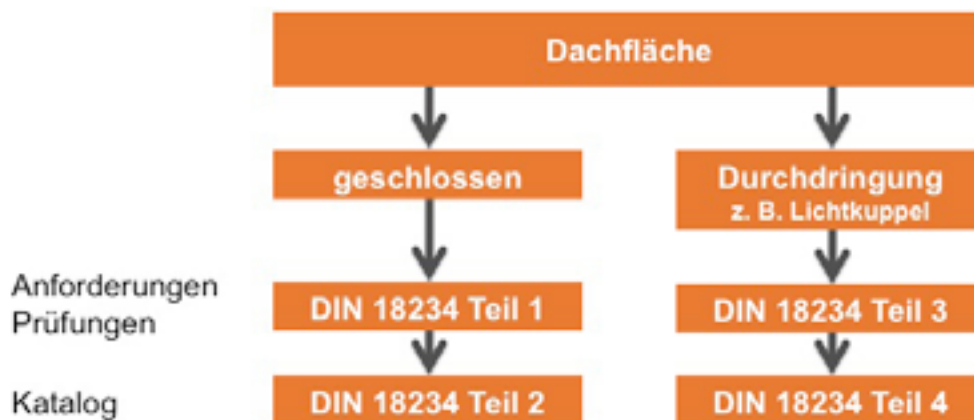 Dachfläche
geschlossen
Durchdringung
z. B. Lichtkuppel
Anforderungen
Prüfungen
DIN 18234 Teil 1
DIN 18234 Teil 3
Katalog
DIN 18234 Teil 2
DIN 18234 Teil 4